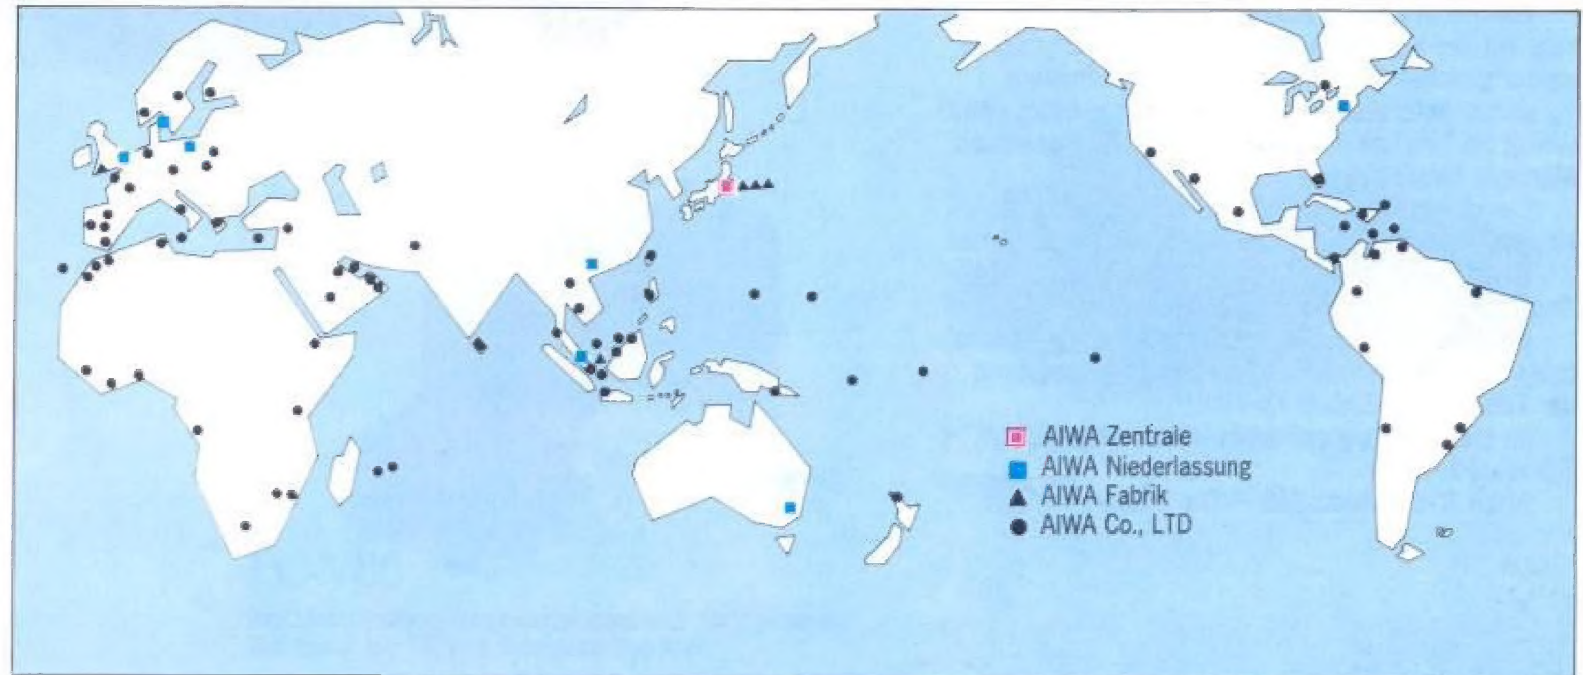 AIWA Zentrale
AIWA Niederlassung
AIWA Fabrik
AIWA Co., LTD